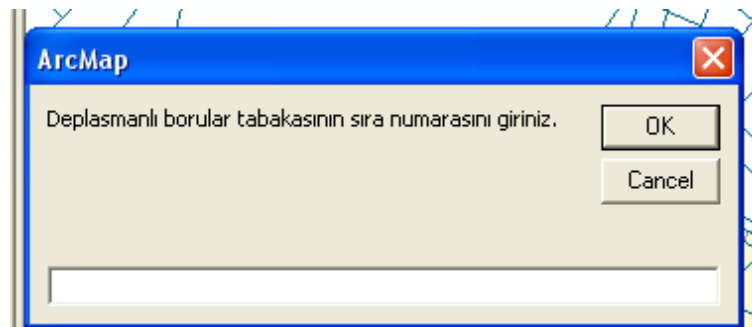 ArcMap
Deplasmanlı borular tabakasının sıra numarasını giriniz.
OK
Cancel